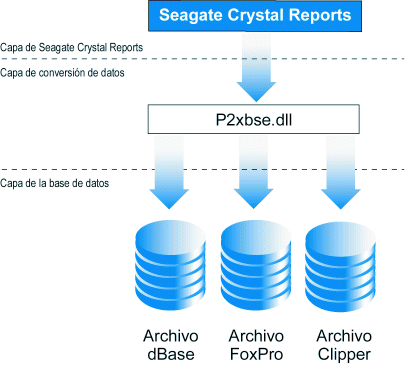 Seagate Crystal Reports
Capa de Seagate Crystal Reports
Capa de conversión de datos
P2xbse.dll
Capa de la base de datos
Archivo
dBase
Archivo
FoxPro
Archivo
Clipper